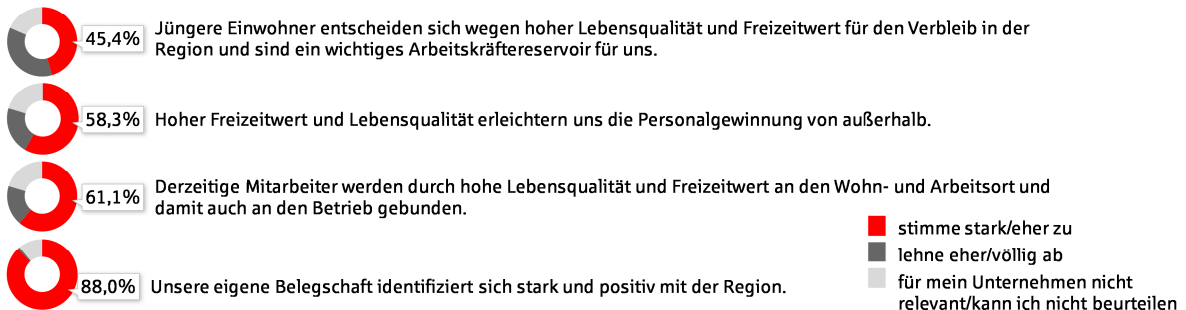 45,4%
Jüngere Einwohner entscheiden sich wegen hoher Lebensqualität und Freizeitwert für den Verbleib in der
Region und sind ein wichtiges Arbeitskräftereservoir für uns.
58,3%
Hoher Freizeitwert und Lebensqualität erleichtern uns die Personalgewinnung von außerhalb.
61,1%
Derzeitige Mitarbeiter werden durch hohe Lebensqualität und Freizeitwert an den Wohn- und Arbeitsort und
damit auch an den Betrieb gebunden.
88,0%
Unsere eigene Belegschaft identifiziert sich stark und positiv mit der Region.
stimme stark/eher zu
lehne eher/völlig ab
für mein Unternehmen nicht
relevant/kann ich nicht beurteilen